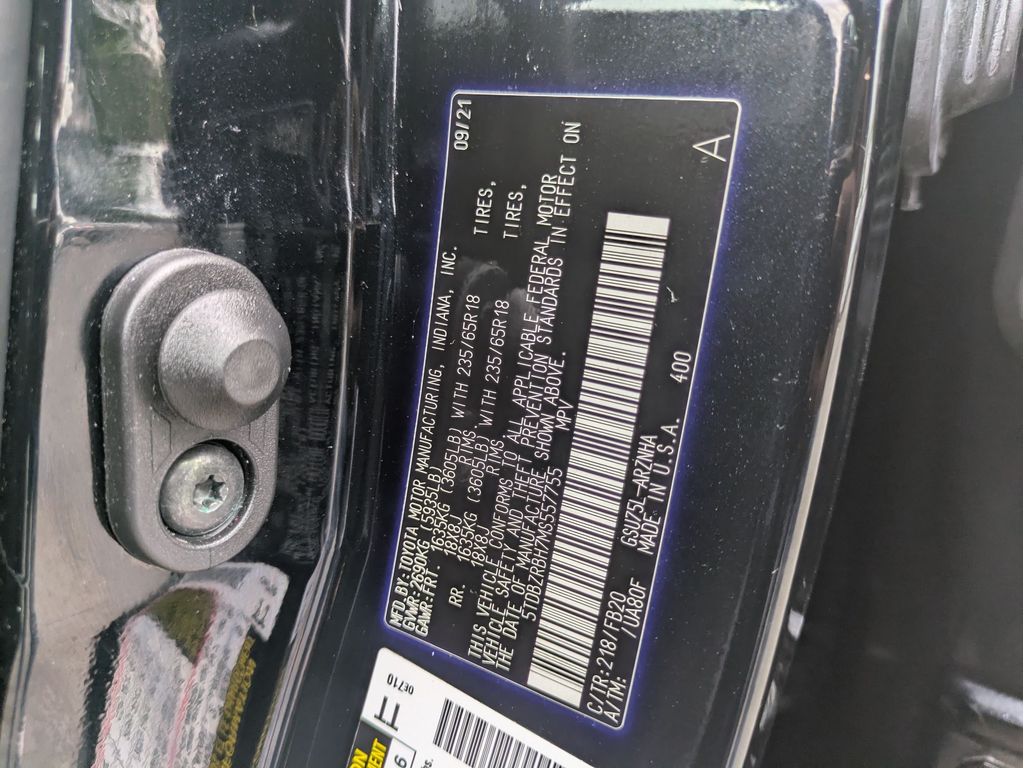 MFD.BY:TOYOTA MOTOR MANUFACTURING, INDIANA, INC. 09/21
GVWR:2690KG (5935LB)
GAWR:FRT. 1635KG (3605LB) WITH 235/65R18 TIRES,
18X8J RIMS
RR. 1635KG (3605LB) WITH 235/65R18 TIRES,
18X8J RIMS
THIS VEHICLE CONFORMS TO ALL APPLICABLE FEDERAL MOTOR
VEHICLE SAFETY AND THEFT PREVENTION STANDARDS IN EFFECT ON
THE DATE OF MANUFACTURE SHOWN ABOVE.
5TDBZRBH7MS557755 MPV
C/TR:218/FB20 GSU75L-ARZNHA 400 A
A/TM: /UA80F MADE IN U.S.A.
0E710
TT